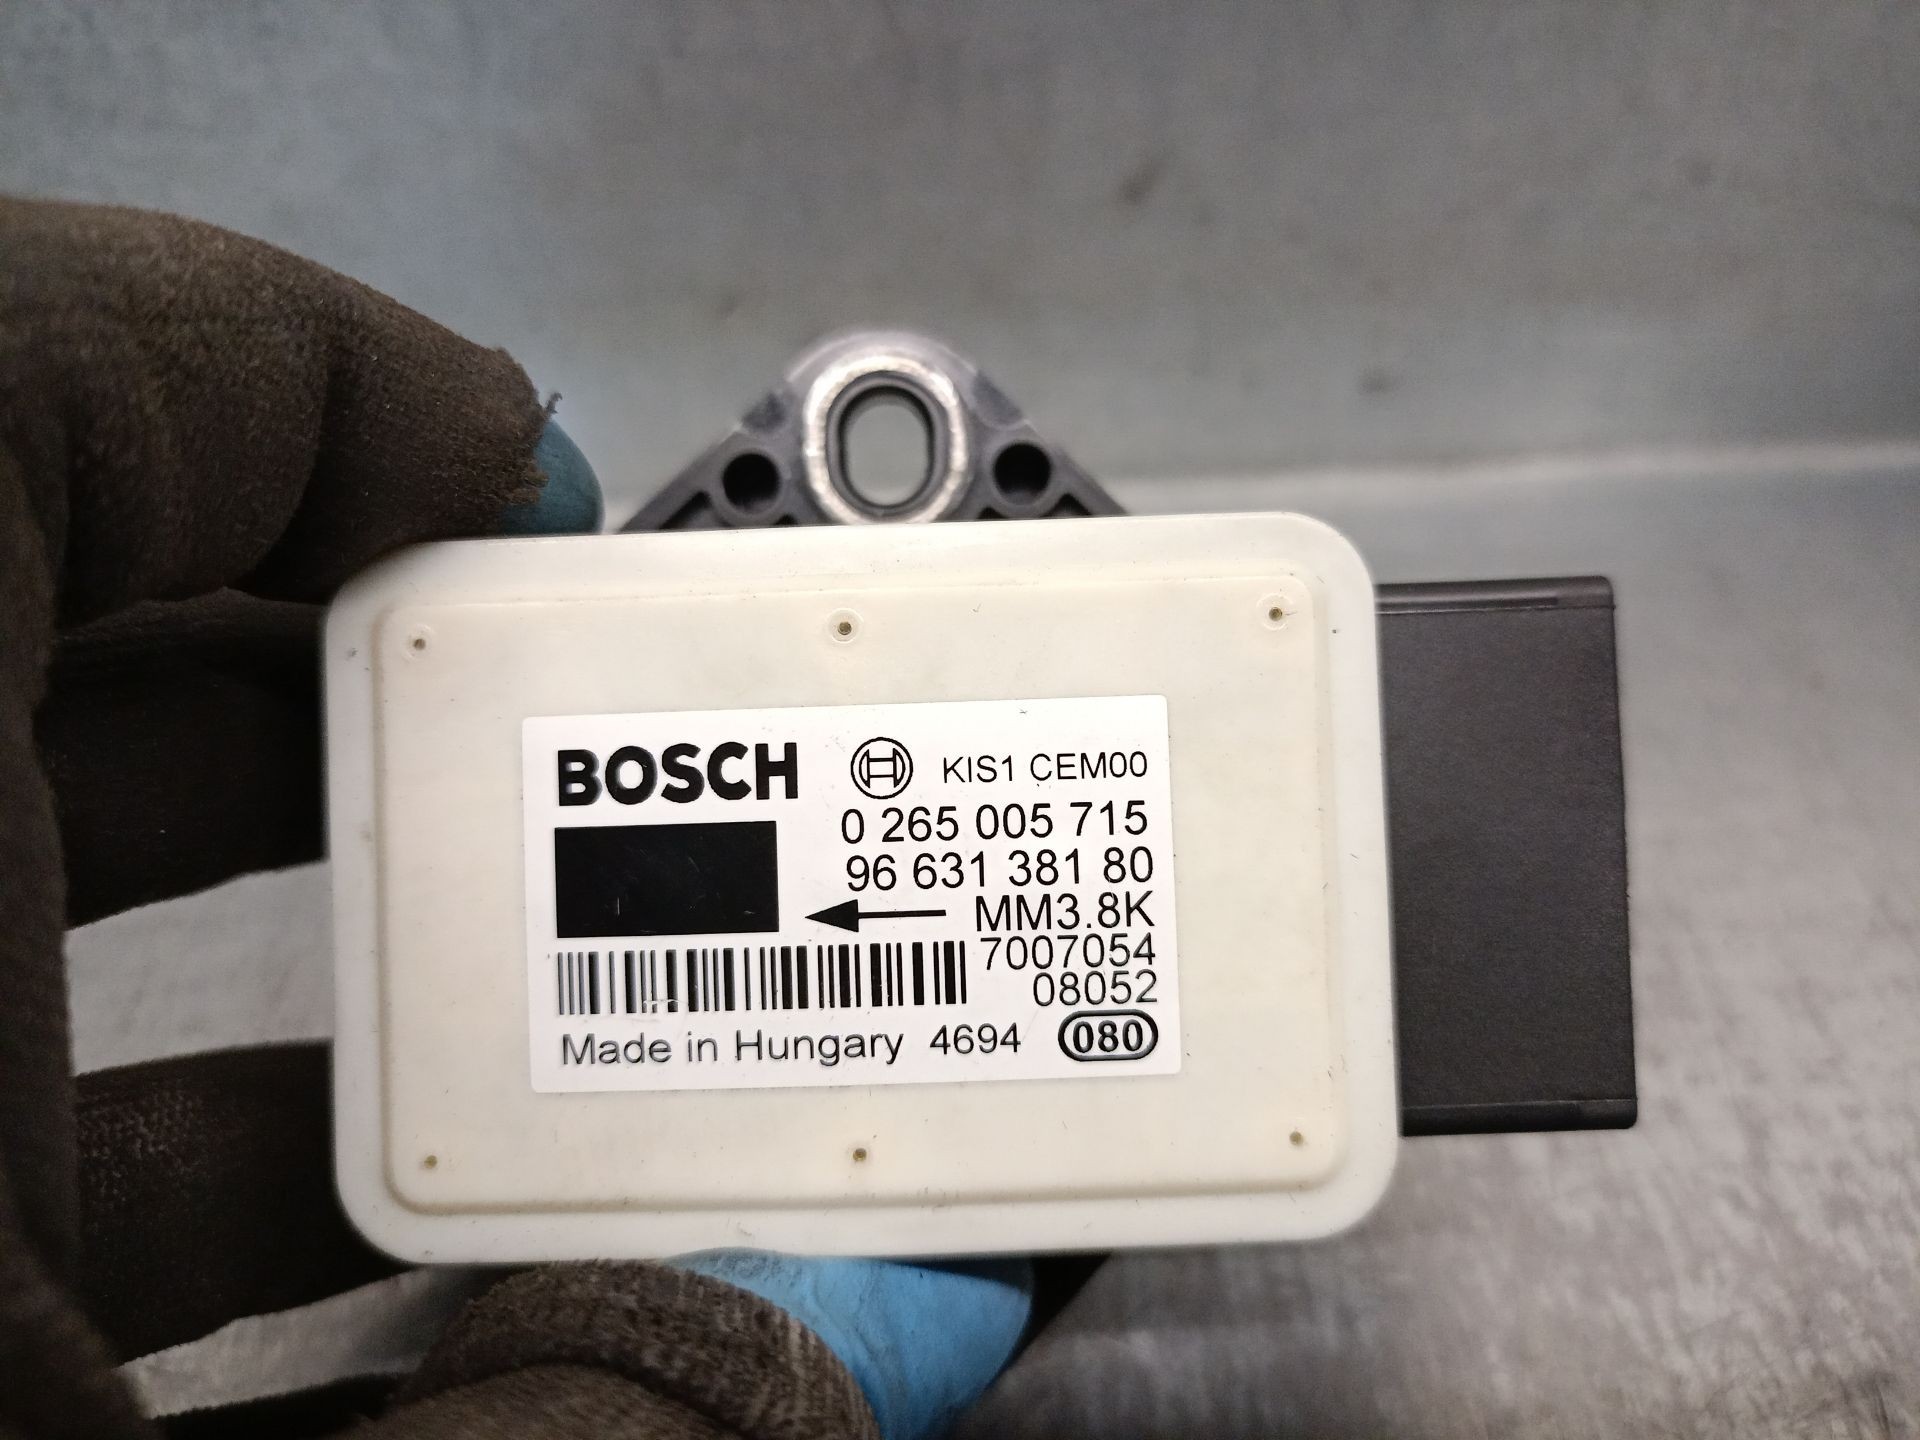 BOSCH KIS1 CEM00
0 265 005 715
96 631 381 80
MM3.8K
7007054
08052
Made in Hungary 4694 080